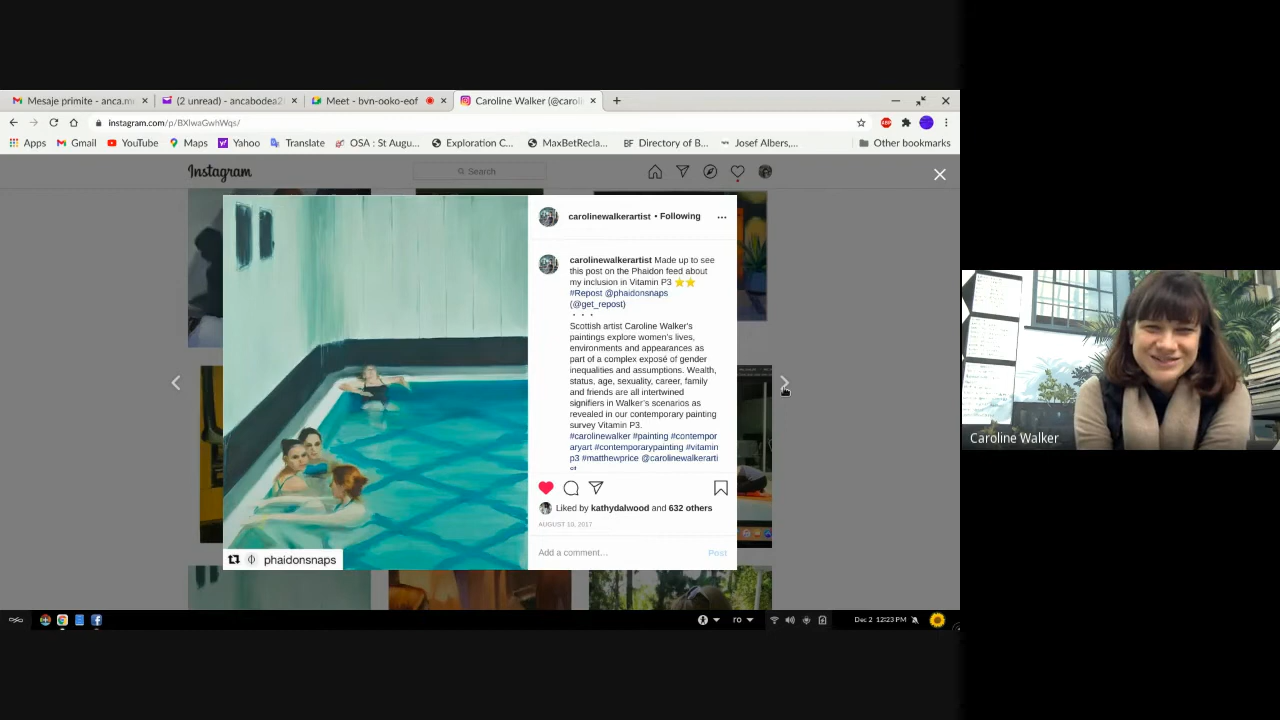 Mesaje primite - anca.m
(2 unread) - ancabodea2
Meet - bvn-ooko-eof
Caroline Walker (@caroli
instagram.com/p/BXlwaGwhWqs/
Apps
Gmail
YouTube
Maps
Yahoo
Translate
OSA : St Augu...
Exploration C...
MaxBetRecla...
BF Directory of B...
Josef Albers,...
Other bookmarks
Instagram
Search
carolinewalkerartist • Following
carolinewalkerartist Made up to see
this post on the Phaidon feed about
my inclusion in Vitamin P3 ⭐⭐
#Repost @phaidonsnaps
(@get_repost)
・・・
Scottish artist Caroline Walker's
paintings explore women's lives,
environments and appearances as
part of a complex exposé of gender
inequalities and assumptions. Wealth,
status, age, sexuality, career, family
and friends are all intertwined
signifiers in Walker's scenarios as
revealed in our contemporary painting
survey Vitamin P3.
#carolinewalker #painting #contempor
aryart #contemporarypainting #vitamin
p3 #matthewprice @carolinewalkerarti
st
Liked by kathydalwood and 632 others
AUGUST 10, 2017
Add a comment...
Post
phaidonsnaps
Caroline Walker
ro
Dec 2 12:23 PM